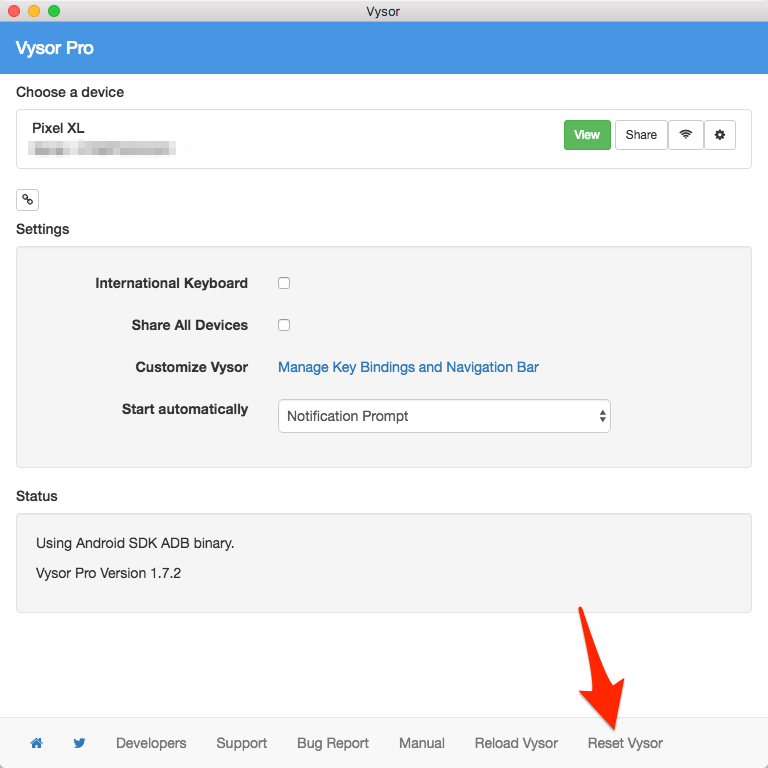 Vysor
Vysor Pro
Choose a device
Pixel XL
View Share
Settings
International Keyboard
Share All Devices
Customize Vysor Manage Key Bindings and Navigation Bar
Start automatically Notification Prompt
Status
Using Android SDK ADB binary.
Vysor Pro Version 1.7.2
Developers Support Bug Report Manual Reload Vysor Reset Vysor